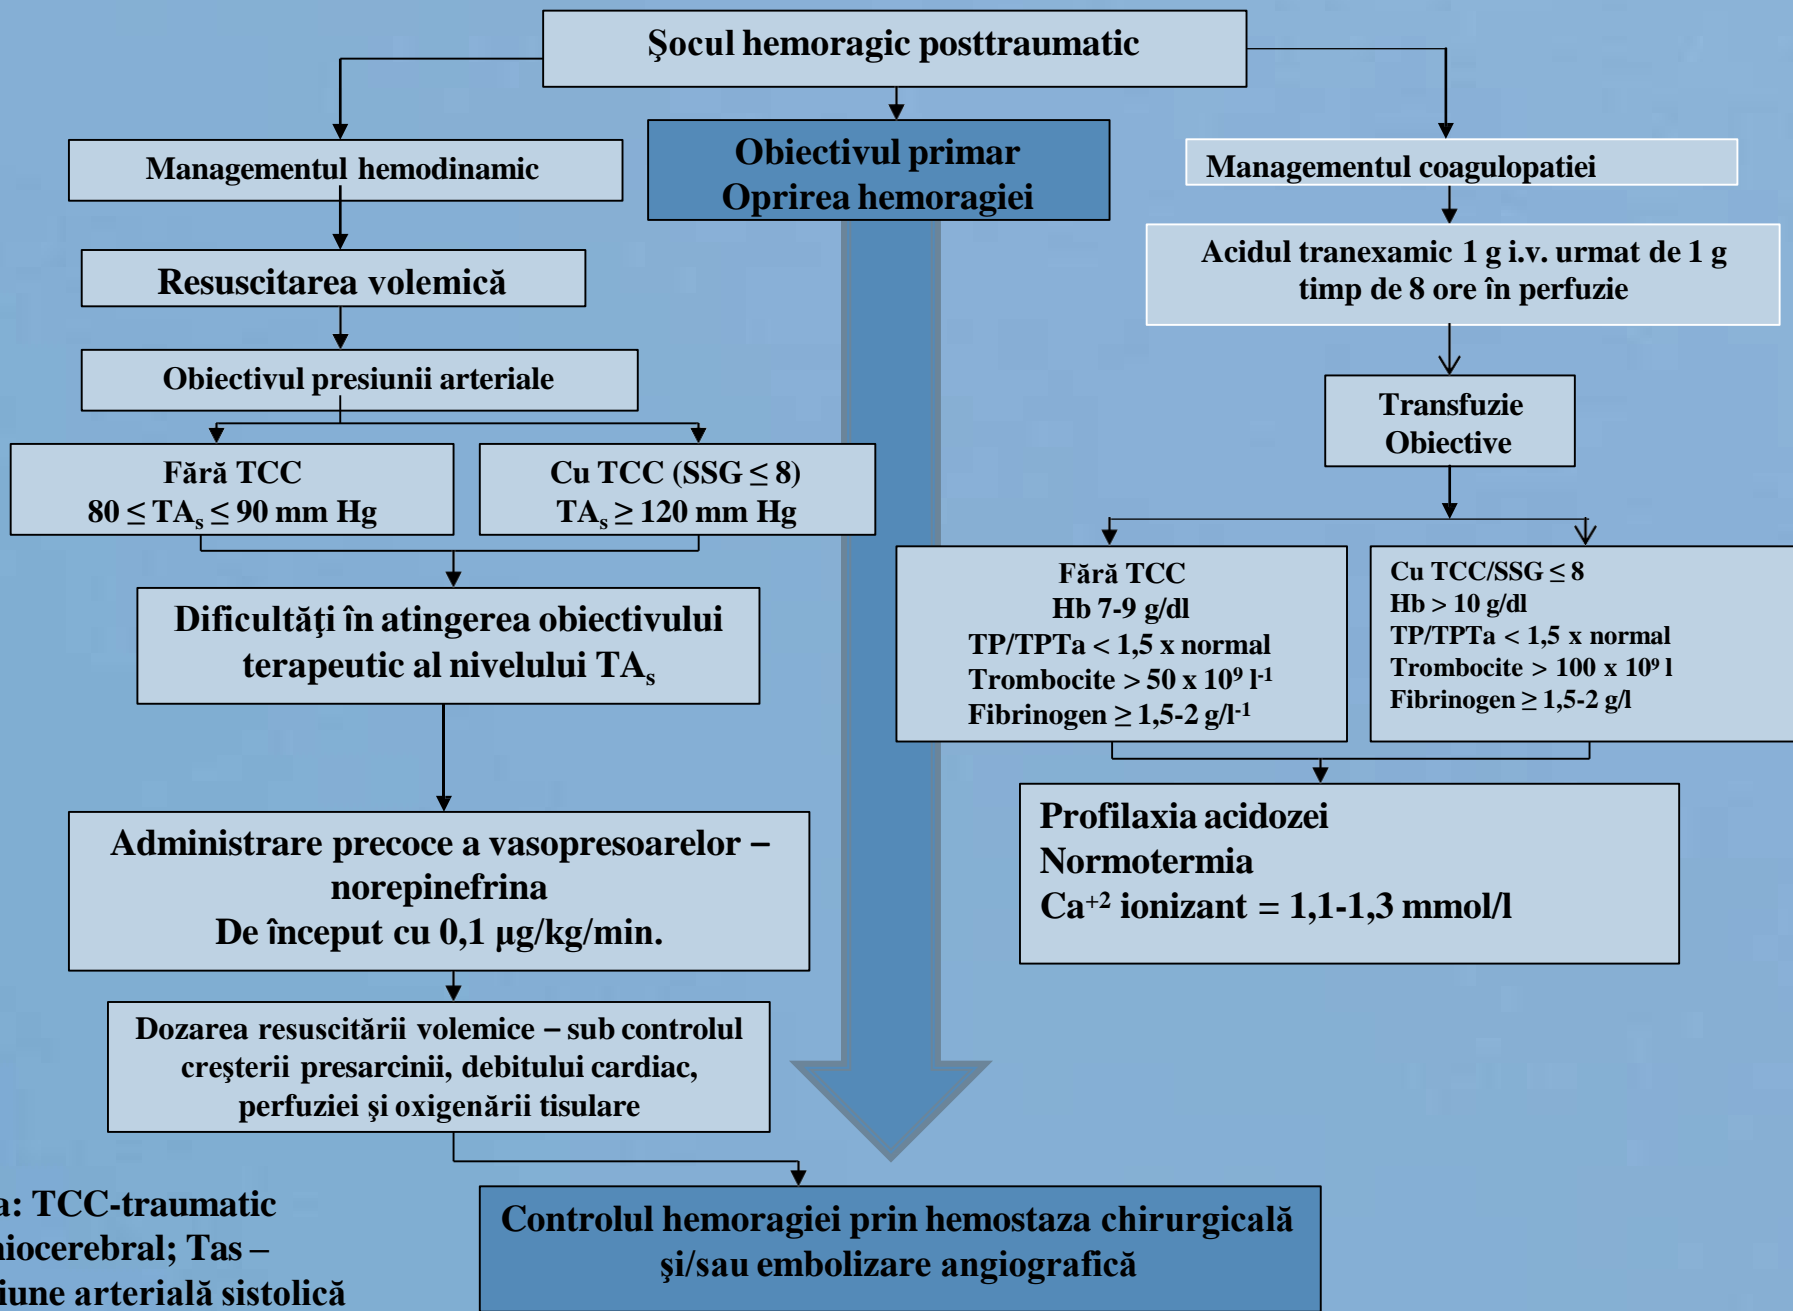 Şocul hemoragic posttraumatic
Managementul hemodinamic
Resuscitarea volemică
Obiectivul presiunii arteriale
Fără TCC
80 ≤ TAs ≤ 90 mm Hg
Cu TCC (SSG ≤ 8)
TAs ≥ 120 mm Hg
Dificultăţi în atingerea obiectivului
terapeutic al nivelului TAs
Administrare precoce a vasopresoarelor –
norepinefrina
De început cu 0,1 µg/kg/min.
Dozarea resuscitării volemice – sub controlul
creşterii presarcinii, debitului cardiac,
perfuziei şi oxigenării tisulare
Obiectivul primar
Oprirea hemoragiei
Managementul coagulopatiei
Acidul tranexamic 1 g i.v. urmat de 1 g
timp de 8 ore în perfuzie
Transfuzie
Obiective
Fără TCC
Hb 7-9 g/dl
TP/TPTa < 1,5 x normal
Trombocite > 50 x 10⁹ l⁻¹
Fibrinogen ≥ 1,5-2 g/l⁻¹
Cu TCC/SSG ≤ 8
Hb > 10 g/dl
TP/TPTa < 1,5 x normal
Trombocite > 100 x 10⁹ l
Fibrinogen ≥ 1,5-2 g/l
Profilaxia acidozei
Normotermia
Ca⁺² ionizant = 1,1-1,3 mmol/l
Controlul hemoragiei prin hemostaza chirurgicală
şi/sau embolizare angiografică
TCC-traumatic
Tas –
arterială sistolică